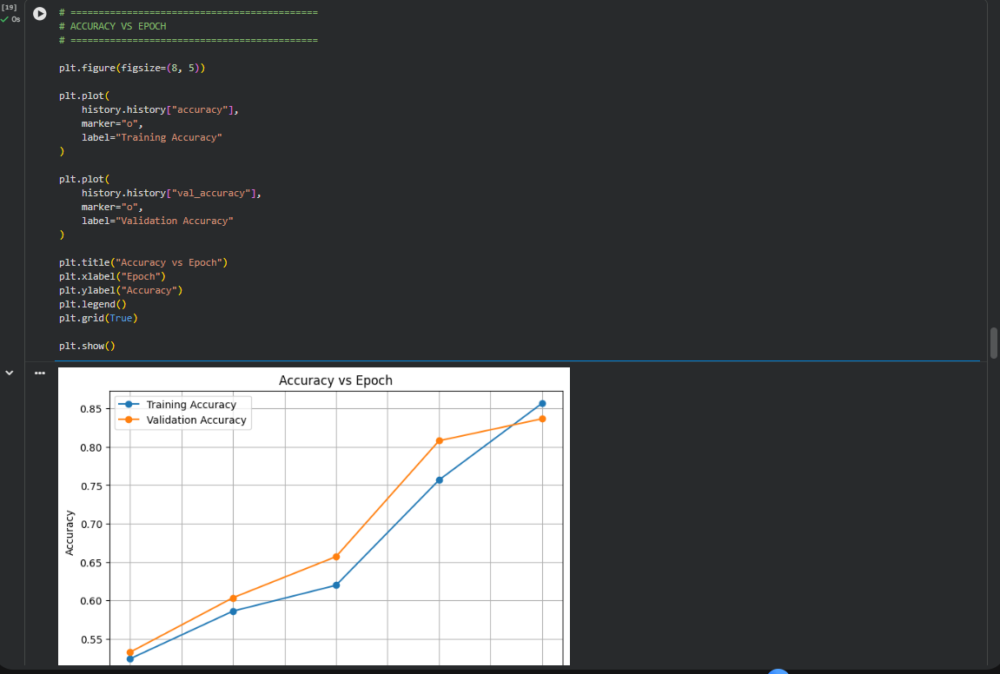 [19]
0s
# ============================================
# ACCURACY VS EPOCH
# ============================================
plt.figure(figsize=(8, 5))
plt.plot(
    history.history["accuracy"],
    marker="o",
    label="Training Accuracy"
)
plt.plot(
    history.history["val_accuracy"],
    marker="o",
    label="Validation Accuracy"
)
plt.title("Accuracy vs Epoch")
plt.xlabel("Epoch")
plt.ylabel("Accuracy")
plt.legend()
plt.grid(True)
plt.show()
Accuracy vs Epoch
Training Accuracy
Validation Accuracy
0.85
0.80
0.75
0.70
0.65
0.60
0.55
Accuracy